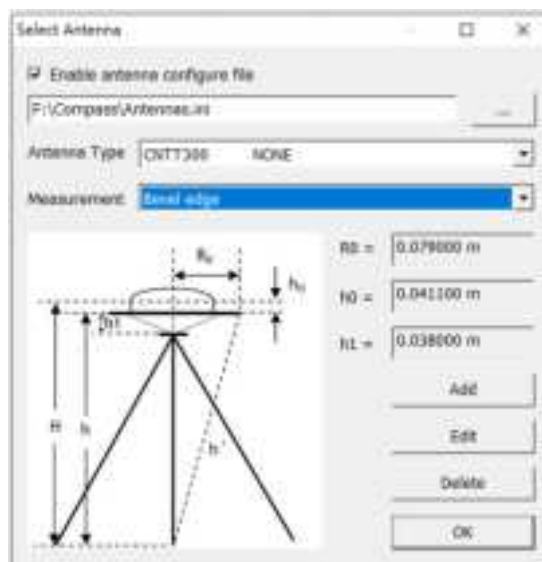 Select Antenna
Enable antenna configure file
F:\Compass\Antennas.ini
...
Antenna Type CNTT300 NONE
Measurement Bevel edge
R0 = 0.079000 m
h0 = 0.041100 m
h1 = 0.038000 m
Add
Edit
Delete
OK
R₀
h₀
h1
H
h
h'